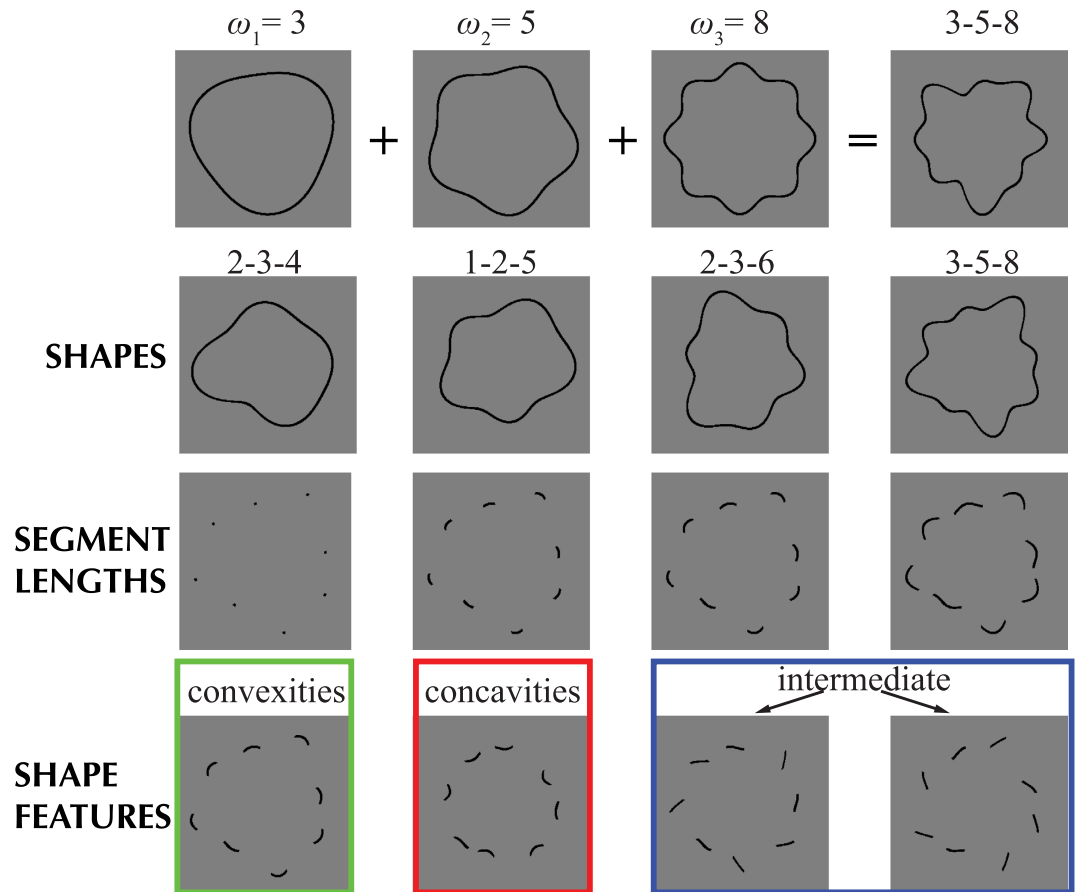 ω₁= 3 ω₂= 5 ω₃= 8 3-5-8
+ + =
2-3-4 1-2-5 2-3-6 3-5-8
SHAPES
SEGMENT
LENGTHS
convexities concavities intermediate
SHAPE
FEATURES